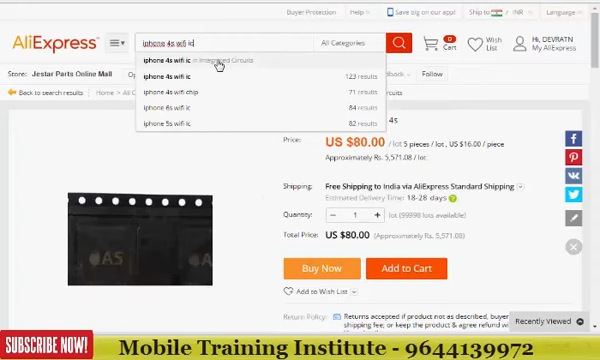 Buyer Protection Help Save big on our app! Ship to / INR Language
AliExpress™ iphone 4s wifi ic All Categories 0 Cart Wish List Hi, DEVRATN My AliExpress
iphone 4s wifi ic in Integrated Circuits
iphone 4s wifi ic 123 results
iphone 4s wifi chip 71 results
iphone 6s wifi ic 84 results
iphone 5s wifi ic 82 results
Store: Jestar Parts Online Mall
Back to search results Home > All C
4s
Price: US $80.00 / lot 5 pieces / lot, US $16.00 / piece
Approximately Rs. 5,571.08 / lot
Shipping: Free Shipping to India via AliExpress Standard Shipping
Estimated Delivery Time: 18-28 days
Quantity: − 1 + lot (99998 lots available)
Total Price: US $80.00 (Approximately Rs. 5,571.08)
Buy Now Add to Cart
Add to Wish List
Return Policy: Returns accepted if product not as described, buyer
shipping fee; or keep the product & agree refund w
Recently Viewed
AS
SUBSCRIBE NOW!
Mobile Training Institute - 9644139972